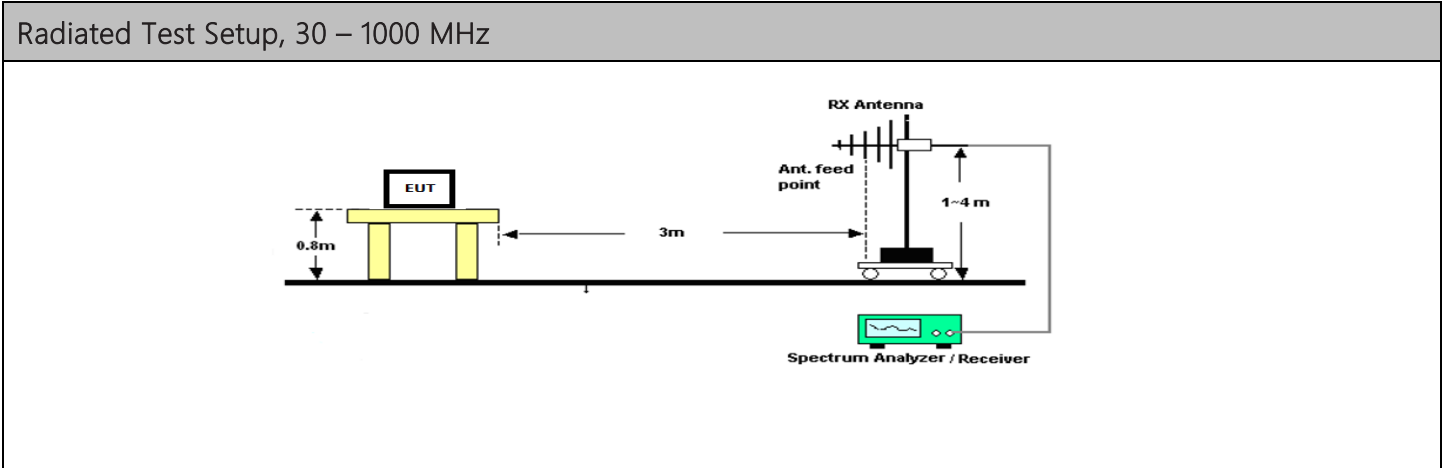 Radiated Test Setup, 30 – 1000 MHz
RX Antenna
Ant. feed
point
EUT
1~4 m
3m
0.8m
Spectrum Analyzer / Receiver